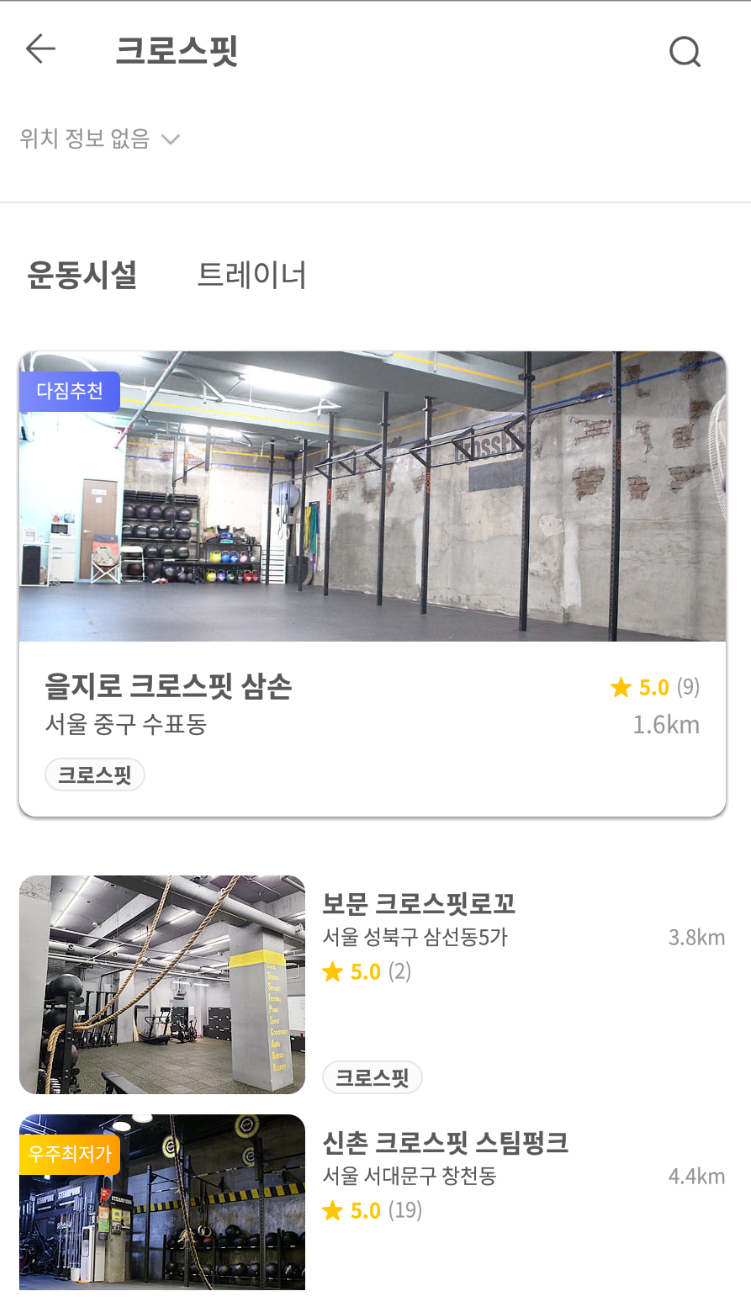 크로스핏
위치 정보 없음
운동시설 트레이너
다짐추천
CrossFit
을지로 크로스핏 삼손
5.0 (9)
서울 중구 수표동
1.6km
크로스핏
보문 크로스핏로꼬
서울 성북구 삼선동5가
3.8km
5.0 (2)
크로스핏
우주최저가
신촌 크로스핏 스팀펑크
서울 서대문구 창천동
4.4km
5.0 (19)